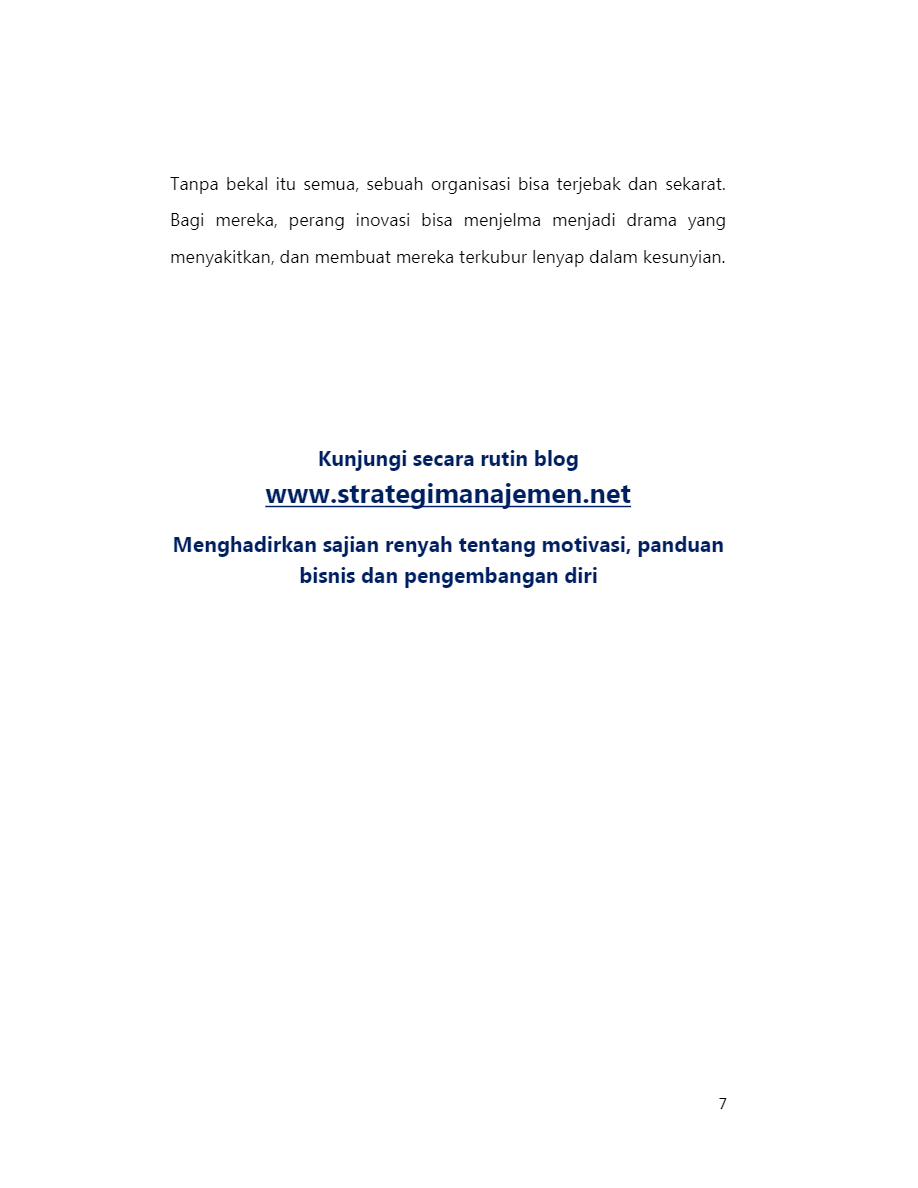 Tanpa bekal itu semua, sebuah organisasi bisa terjebak dan sekarat.
Bagi mereka, perang inovasi bisa menjelma menjadi drama yang
menyakitkan, dan membuat mereka terkubur lenyap dalam kesunyian.
Kunjungi secara rutin blog
www.strategimanajemen.net
Menghadirkan sajian renyah tentang motivasi, panduan
bisnis dan pengembangan diri
7